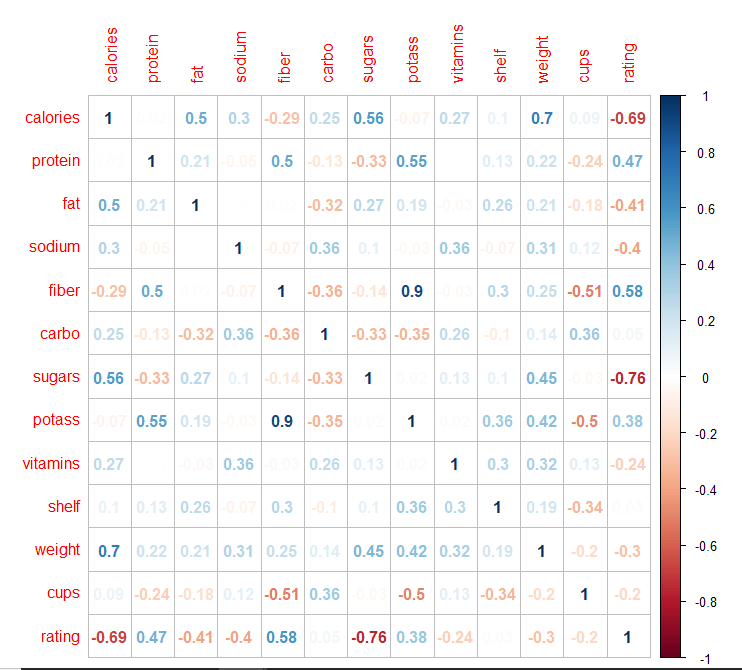 calories protein fat sodium fiber carbo sugars potass vitamins shelf weight cups rating
calories 1 0.5 0.3 -0.29 0.25 0.56 -0.07 0.27 0.1 0.7 0.09 -0.69
protein 1 0.21 -0.05 0.5 -0.13 -0.33 0.55 0.13 0.22 -0.24 0.47
fat 0.5 0.21 1 -0.32 0.27 0.19 -0.03 0.26 0.21 -0.18 -0.41
sodium 0.3 -0.05 1 -0.07 0.36 0.1 -0.03 0.36 -0.07 0.31 0.12 -0.4
fiber -0.29 0.5 -0.07 1 -0.36 -0.14 0.9 -0.03 0.3 0.25 -0.51 0.58
carbo 0.25 -0.13 -0.32 0.36 -0.36 1 -0.33 -0.35 0.26 -0.1 0.14 0.36 0.05
sugars 0.56 -0.33 0.27 0.1 -0.14 -0.33 1 0.02 0.13 0.1 0.45 -0.03 -0.76
potass -0.07 0.55 0.19 -0.03 0.9 -0.35 0.02 1 0.02 0.36 0.42 -0.5 0.38
vitamins 0.27 -0.03 0.36 -0.03 0.26 0.13 0.02 1 0.3 0.32 0.13 -0.24
shelf 0.1 0.13 0.26 -0.07 0.3 -0.1 0.1 0.36 0.3 1 0.19 -0.34 0.03
weight 0.7 0.22 0.21 0.31 0.25 0.14 0.45 0.42 0.32 0.19 1 -0.2 -0.3
cups 0.09 -0.24 -0.18 0.12 -0.51 0.36 -0.03 -0.5 0.13 -0.34 -0.2 1 -0.2
rating -0.69 0.47 -0.41 -0.4 0.58 0.05 -0.76 0.38 -0.24 0.03 -0.3 -0.2 1
1
0.8
0.6
0.4
0.2
0
-0.2
-0.4
-0.6
-0.8
-1